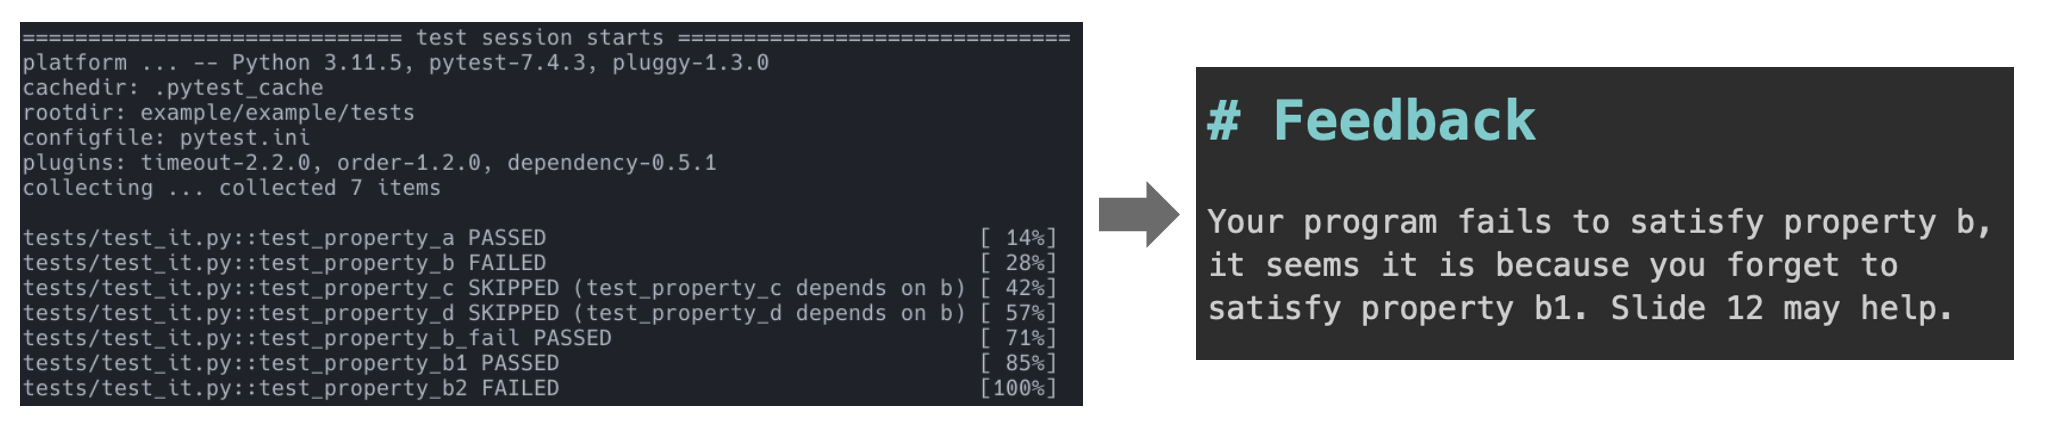 ============================= test session starts ==============================
platform ... -- Python 3.11.5, pytest-7.4.3, pluggy-1.3.0
cachedir: .pytest_cache
rootdir: example/example/tests
configfile: pytest.ini
plugins: timeout-2.2.0, order-1.2.0, dependency-0.5.1
collecting ... collected 7 items
tests/test_it.py::test_property_a PASSED [ 14%]
tests/test_it.py::test_property_b FAILED [ 28%]
tests/test_it.py::test_property_c SKIPPED (test_property_c depends on b) [ 42%]
tests/test_it.py::test_property_d SKIPPED (test_property_d depends on b) [ 57%]
tests/test_it.py::test_property_b_fail PASSED [ 71%]
tests/test_it.py::test_property_b1 PASSED [ 85%]
tests/test_it.py::test_property_b2 FAILED [100%]
# Feedback
Your program fails to satisfy property b,
it seems it is because you forget to
satisfy property b1. Slide 12 may help.